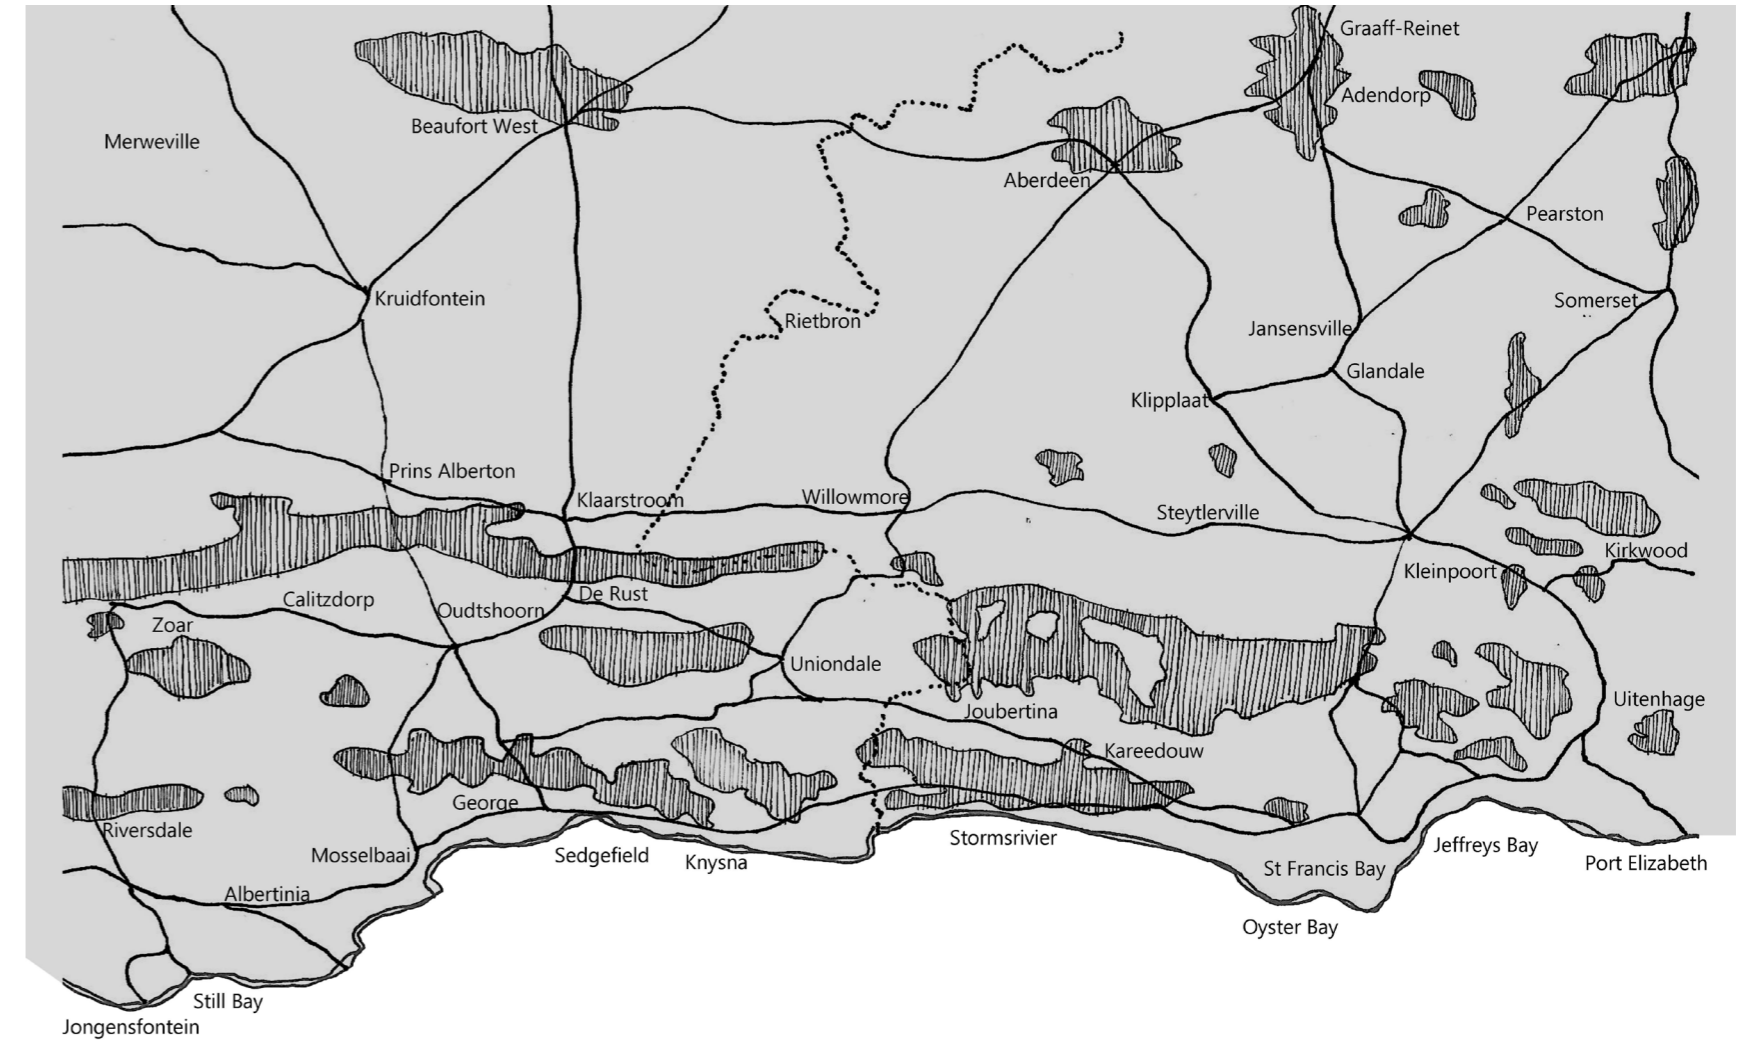 Graaff-Reinet
Adendorp
Beaufort West
Merweville
Aberdeen
Pearston
Kruidfontein
Somerset
Rietbron
Jansensville
Glandale
Klipplaat
Prins Alberton
Klaarstroom
Willowmore
Steytlerville
Kirkwood
Kleinpoort
De Rust
Calitzdorp
Oudtshoorn
Zoar
Uniondale
Uitenhage
Joubertina
Kareedouw
George
Riversdale
Stormsrivier
Jeffreys Bay
Mosselbaai
Sedgefield
Knysna
Port Elizabeth
St Francis Bay
Albertinia
Oyster Bay
Still Bay
Jongensfontein